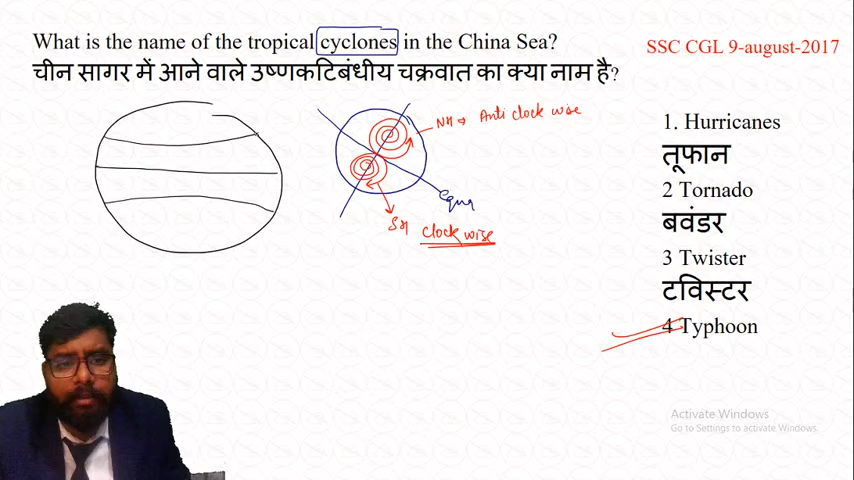 What is the name of the tropical cyclones in the China Sea?
चीन सागर में आने वाले उष्णकटिबंधीय चक्रवात का क्या नाम है?
SSC CGL 9-august-2017
NH → Anti clock wise
SH clock wise
1. Hurricanes
तूफान
2 Tornado
बवंडर
3 Twister
टविस्टर
4 Typhoon
Activate Windows
Go to Settings to activate Windows.